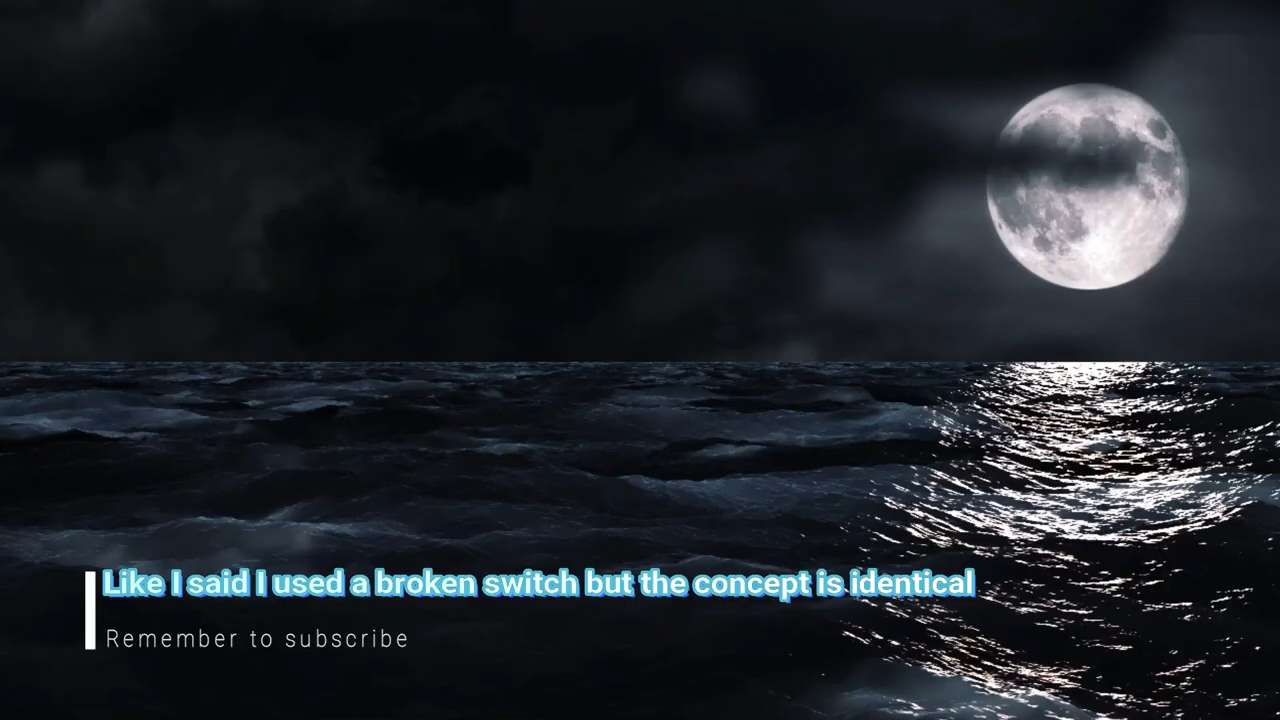 Like I said I used a broken switch but the concept is identical
Remember to subscribe